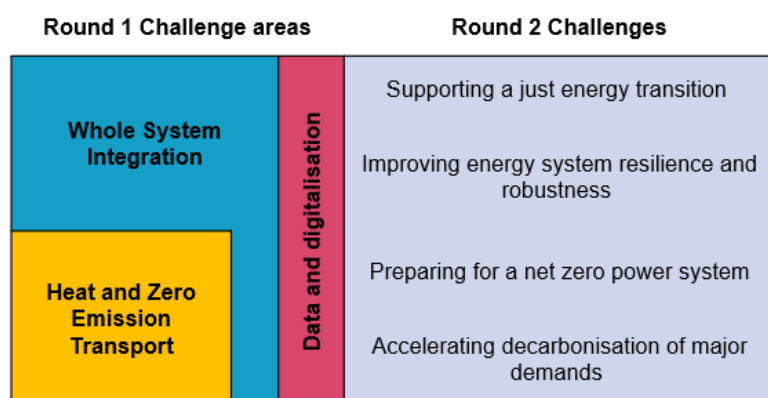 Round 1 Challenge areas
Round 2 Challenges
Whole System
Integration
Heat and Zero
Emission
Transport
Data and digitalisation
Supporting a just energy transition
Improving energy system resilience and
robustness
Preparing for a net zero power system
Accelerating decarbonisation of major
demands